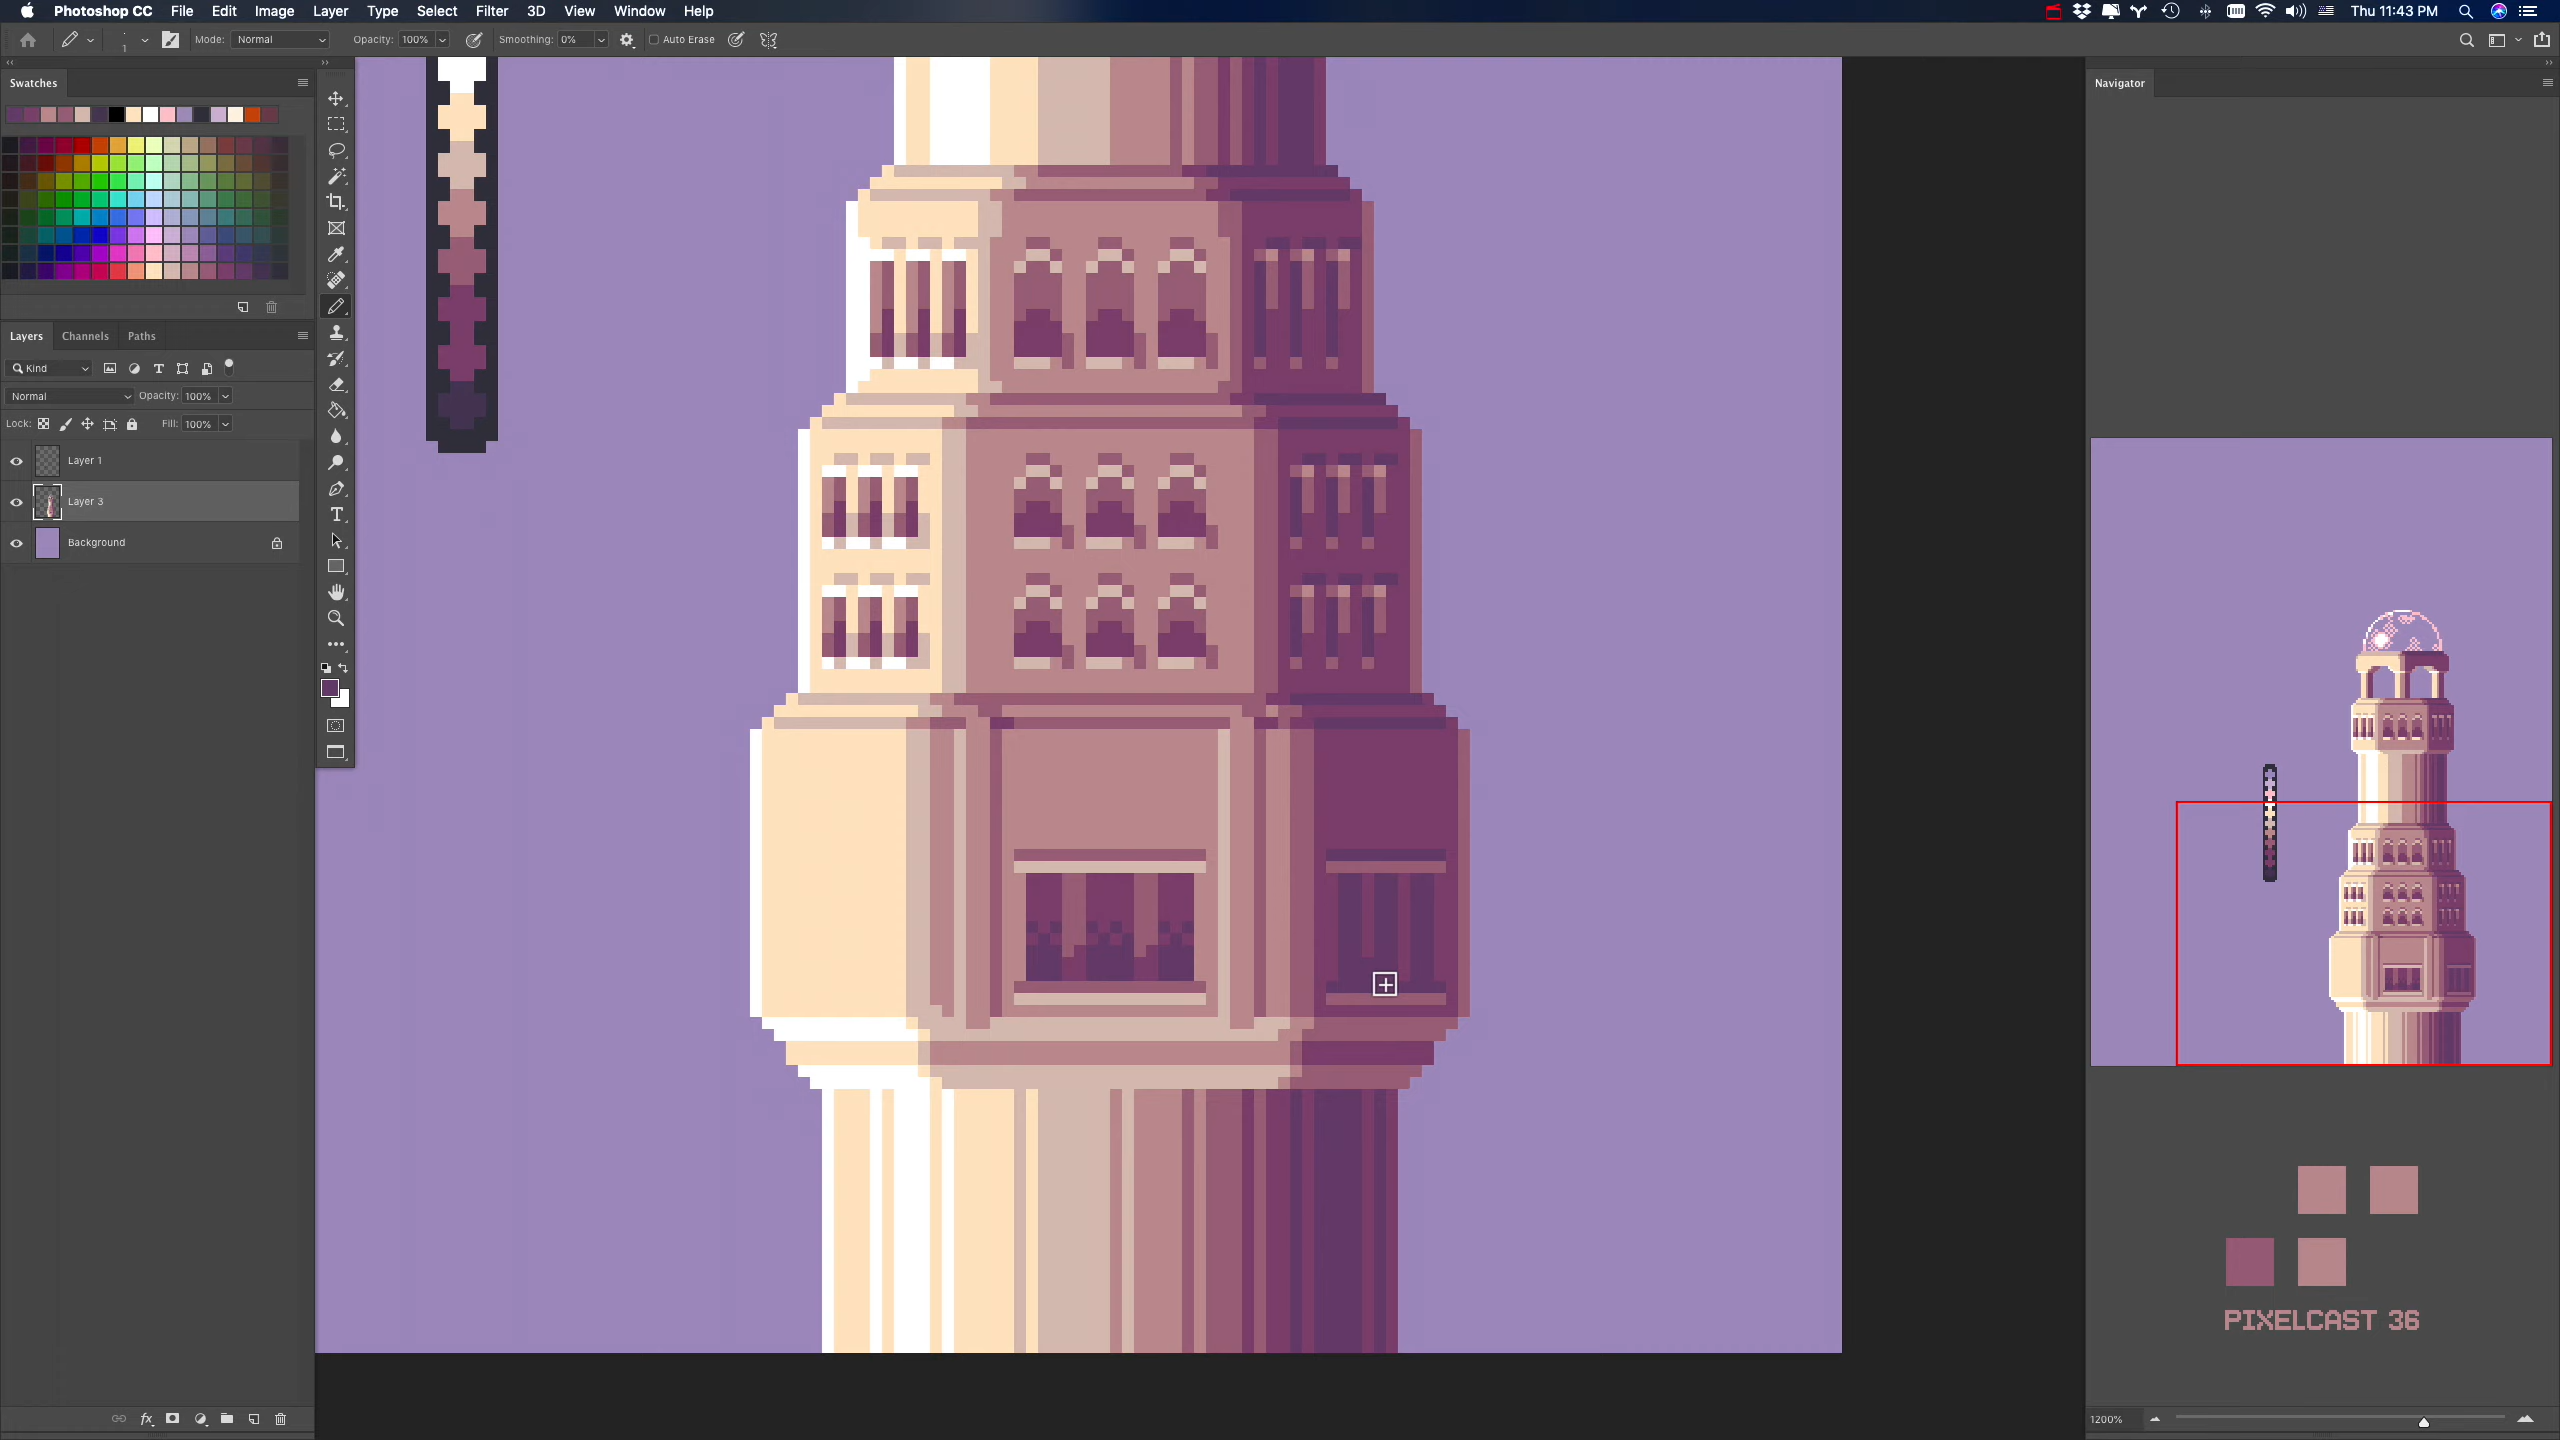 Photoshop CC File Edit Image Layer Type Select Filter 3D View Window Help Thu 11:43 PM
Mode: Normal Opacity: 100% Smoothing: 0% Auto Erase
1
Swatches
Navigator
Layers Channels Paths
Kind
Normal Opacity: 100%
Lock: Fill: 100%
Layer 1
Layer 3
Background
T
PIXELCAST 36
fx
1200%